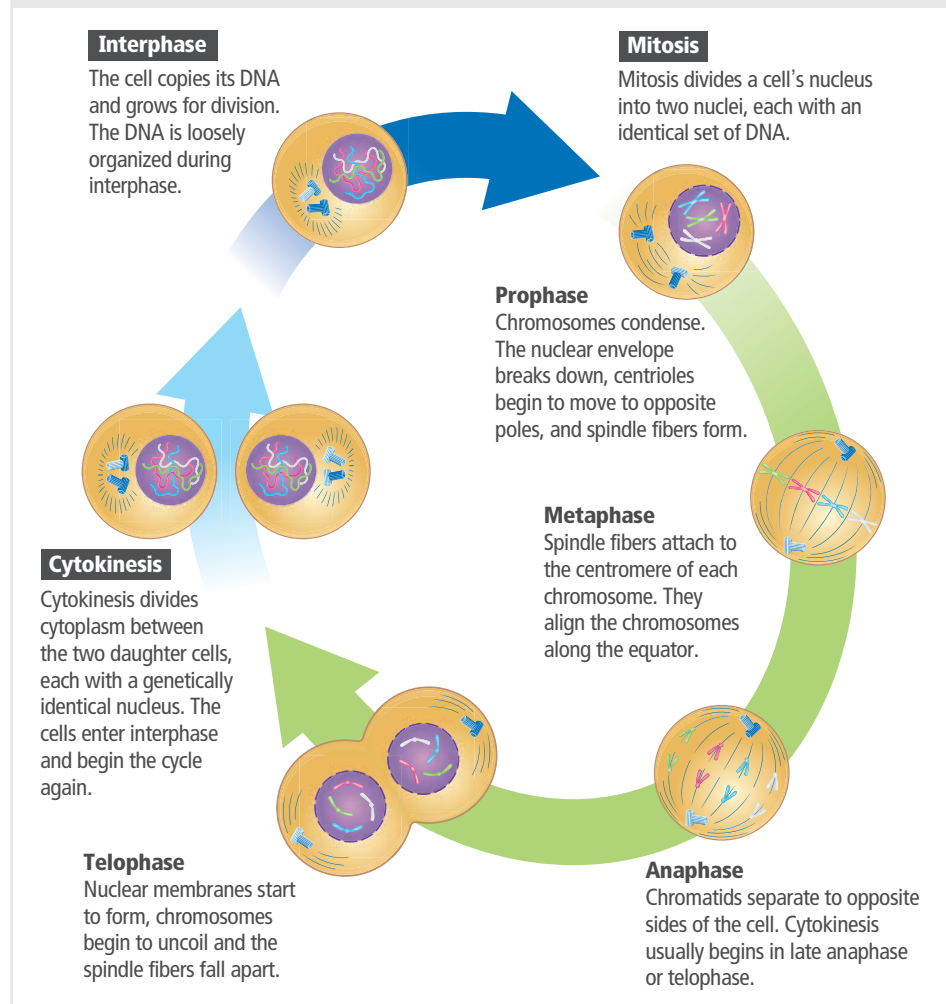 Interphase
The cell copies its DNA
and grows for division.
The DNA is loosely
organized during
interphase.
Mitosis
Mitosis divides a cell's nucleus
into two nuclei, each with an
identical set of DNA.
Prophase
Chromosomes condense.
The nuclear envelope
breaks down, centrioles
begin to move to opposite
poles, and spindle fibers form.
Metaphase
Spindle fibers attach to
the centromere of each
chromosome. They
align the chromosomes
along the equator.
Anaphase
Chromatids separate to opposite
sides of the cell. Cytokinesis
usually begins in late anaphase
or telophase.
Telophase
Nuclear membranes start
to form, chromosomes
begin to uncoil and the
spindle fibers fall apart.
Cytokinesis
Cytokinesis divides
cytoplasm between
the two daughter cells,
each with a genetically
identical nucleus. The
cells enter interphase
and begin the cycle
again.